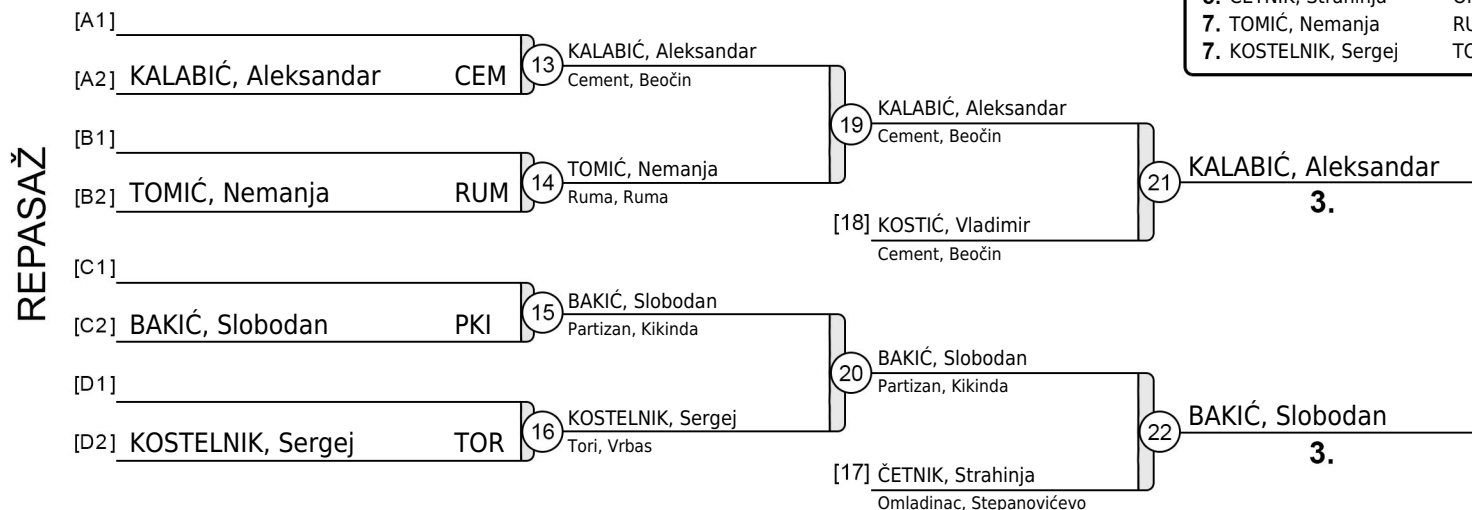 5. ČETNIK, Strahinja
7. TOMIĆ, Nemanja RU
7. KOSTELNIK, Sergej TO
REPASAŽ
[A1]
[A2] KALABIĆ, Aleksandar CEM
13
KALABIĆ, Aleksandar
Cement, Beočin
[B1]
[B2] TOMIĆ, Nemanja RUM
14
TOMIĆ, Nemanja
Ruma, Ruma
19
KALABIĆ, Aleksandar
Cement, Beočin
[18] KOSTIĆ, Vladimir
Cement, Beočin
21
KALABIĆ, Aleksandar
3.
[C1]
[C2] BAKIĆ, Slobodan PKI
15
BAKIĆ, Slobodan
Partizan, Kikinda
[D1]
[D2] KOSTELNIK, Sergej TOR
16
KOSTELNIK, Sergej
Tori, Vrbas
20
BAKIĆ, Slobodan
Partizan, Kikinda
[17] ČETNIK, Strahinja
Omladinac, Stepanovićevo
22
BAKIĆ, Slobodan
3.